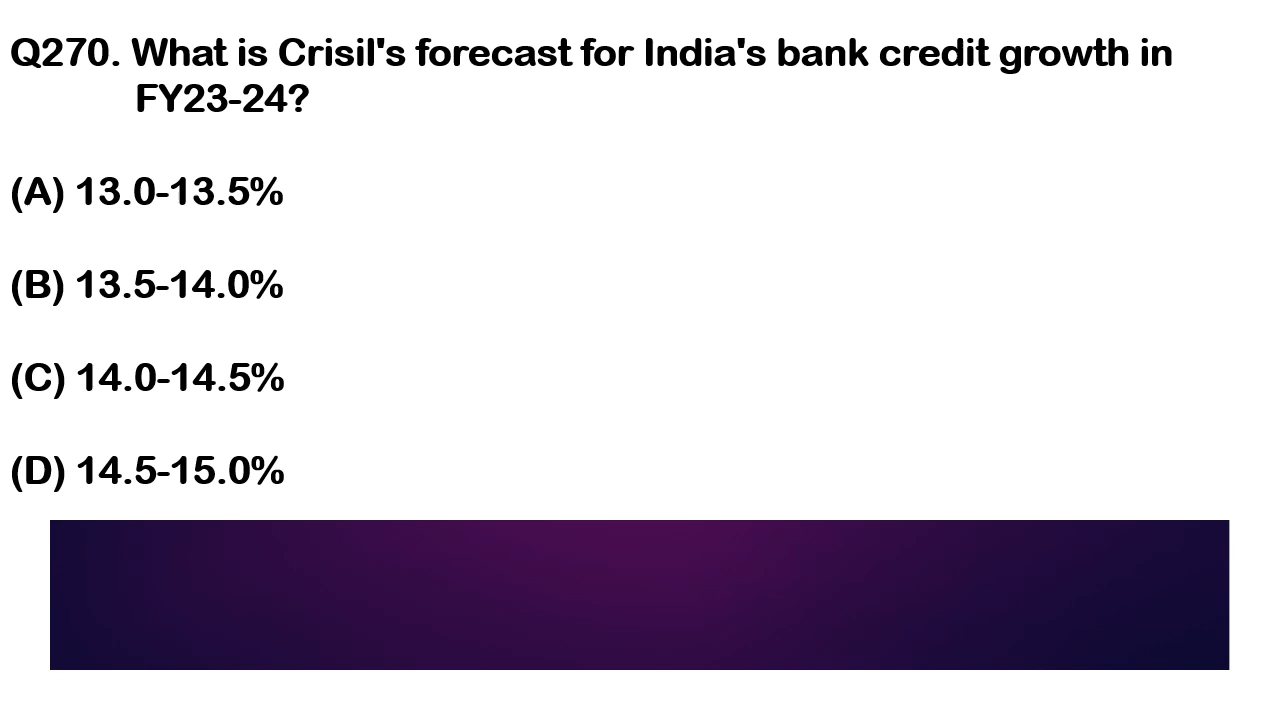 Q270. What is Crisil's forecast for India's bank credit growth in
FY23-24?
(A) 13.0-13.5%
(B) 13.5-14.0%
(C) 14.0-14.5%
(D) 14.5-15.0%